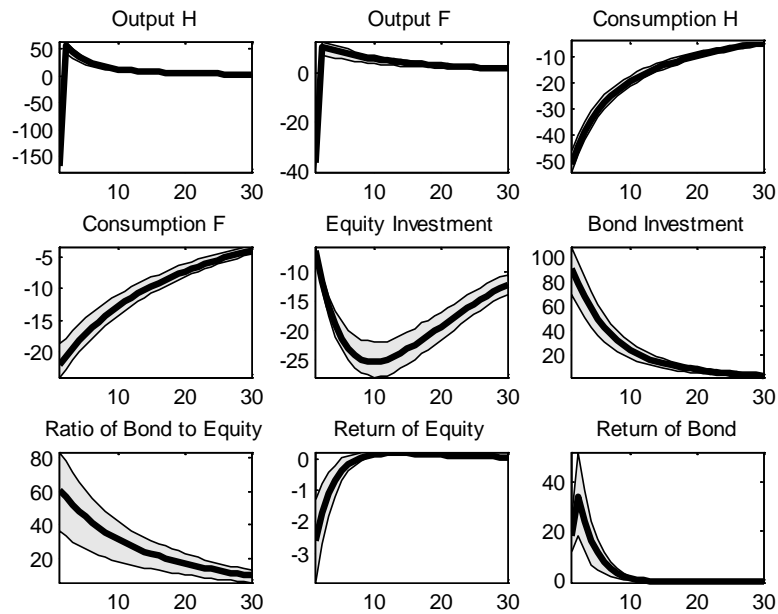 Output H
50
0
-50
-100
-150
10 20 30
Output F
0
-20
-40
10 20 30
Consumption H
-10
-20
-30
-40
-50
10 20 30
Consumption F
-5
-10
-15
-20
10 20 30
Equity Investment
-10
-15
-20
-25
10 20 30
Bond Investment
100
80
60
40
20
10 20 30
Ratio of Bond to Equity
80
60
40
20
10 20 30
Return of Equity
0
-1
-2
-3
10 20 30
Return of Bond
40
20
0
10 20 30